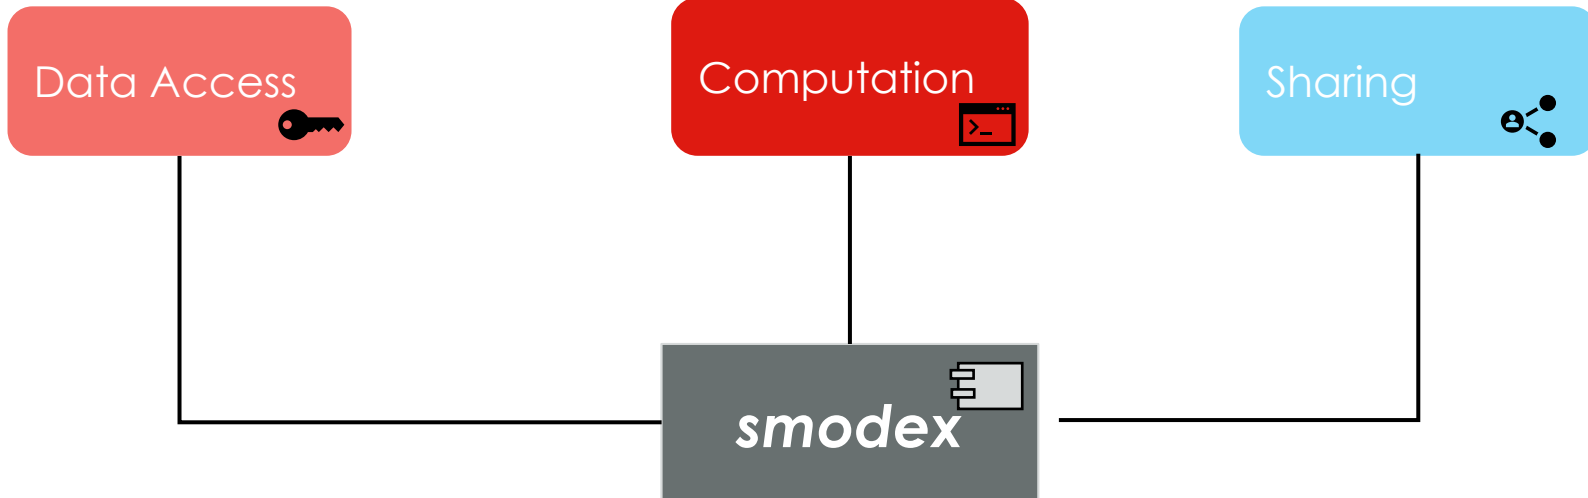 Data Access
Computation
Sharing
smodex